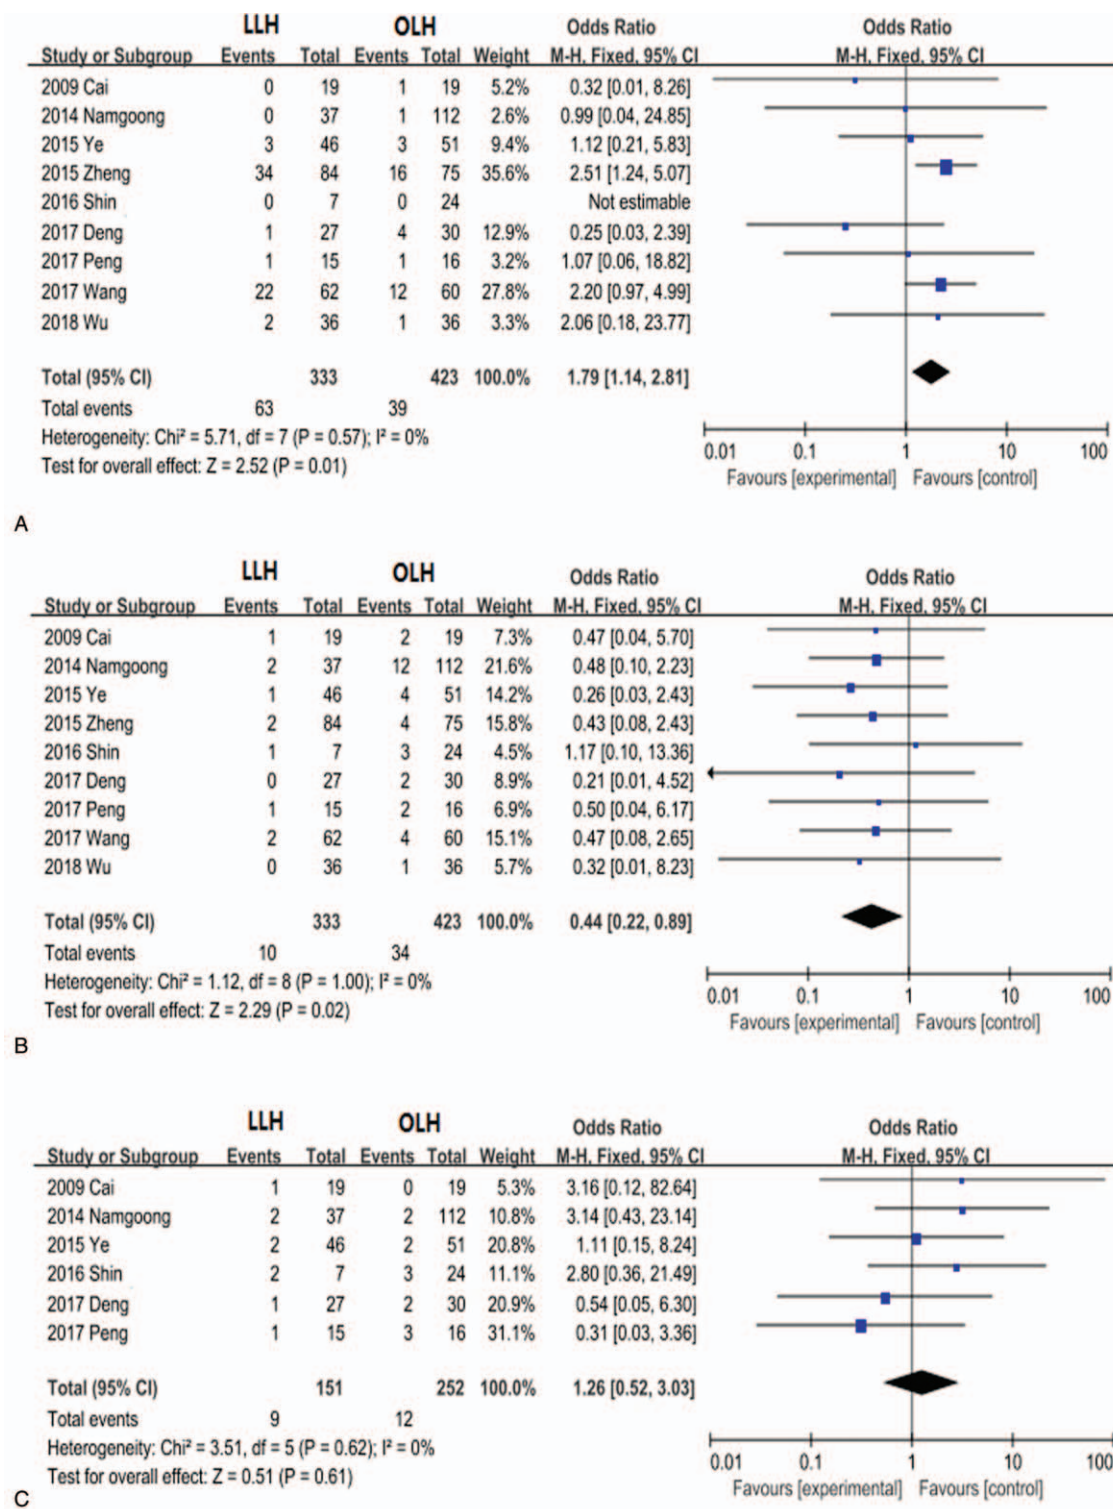 LLH OLH Odds Ratio Odds Ratio
Study or Subgroup Events Total Events Total Weight M-H, Fixed, 95% CI M-H, Fixed, 95% CI
2009 Cai 0 19 1 19 5.2% 0.32 [0.01, 8.26]
2014 Namgoong 0 37 1 112 2.6% 0.99 [0.04, 24.85]
2015 Ye 3 46 3 51 9.4% 1.12 [0.21, 5.83]
2015 Zheng 34 84 16 75 35.6% 2.51 [1.24, 5.07]
2016 Shin 0 7 0 24 Not estimable
2017 Deng 1 27 4 30 12.9% 0.25 [0.03, 2.39]
2017 Peng 1 15 1 16 3.2% 1.07 [0.06, 18.82]
2017 Wang 22 62 12 60 27.8% 2.20 [0.97, 4.99]
2018 Wu 2 36 1 36 3.3% 2.06 [0.18, 23.77]
Total (95% CI) 333 423 100.0% 1.79 [1.14, 2.81]
Total events 63 39
Heterogeneity: Chi² = 5.71, df = 7 (P = 0.57); I² = 0%
Test for overall effect: Z = 2.52 (P = 0.01)
0.01 0.1 1 10 100
Favours [experimental] Favours [control]
A
LLH OLH Odds Ratio Odds Ratio
Study or Subgroup Events Total Events Total Weight M-H, Fixed, 95% CI M-H, Fixed, 95% CI
2009 Cai 1 19 2 19 7.3% 0.47 [0.04, 5.70]
2014 Namgoong 2 37 12 112 21.6% 0.48 [0.10, 2.23]
2015 Ye 1 46 4 51 14.2% 0.26 [0.03, 2.43]
2015 Zheng 2 84 4 75 15.8% 0.43 [0.08, 2.43]
2016 Shin 1 7 3 24 4.5% 1.17 [0.10, 13.36]
2017 Deng 0 27 2 30 8.9% 0.21 [0.01, 4.52]
2017 Peng 1 15 2 16 6.9% 0.50 [0.04, 6.17]
2017 Wang 2 62 4 60 15.1% 0.47 [0.08, 2.65]
2018 Wu 0 36 1 36 5.7% 0.32 [0.01, 8.23]
Total (95% CI) 333 423 100.0% 0.44 [0.22, 0.89]
Total events 10 34
Heterogeneity: Chi² = 1.12, df = 8 (P = 1.00); I² = 0%
Test for overall effect: Z = 2.29 (P = 0.02)
0.01 0.1 1 10 100
Favours [experimental] Favours [control]
B
LLH OLH Odds Ratio Odds Ratio
Study or Subgroup Events Total Events Total Weight M-H, Fixed, 95% CI M-H, Fixed, 95% CI
2009 Cai 1 19 0 19 5.3% 3.16 [0.12, 82.64]
2014 Namgoong 2 37 2 112 10.8% 3.14 [0.43, 23.14]
2015 Ye 2 46 2 51 20.8% 1.11 [0.15, 8.24]
2016 Shin 2 7 3 24 11.1% 2.80 [0.36, 21.49]
2017 Deng 1 27 2 30 20.9% 0.54 [0.05, 6.30]
2017 Peng 1 15 3 16 31.1% 0.31 [0.03, 3.36]
Total (95% CI) 151 252 100.0% 1.26 [0.52, 3.03]
Total events 9 12
Heterogeneity: Chi² = 3.51, df = 5 (P = 0.62); I² = 0%
Test for overall effect: Z = 0.51 (P = 0.61)
0.01 0.1 1 10 100
Favours [experimental] Favours [control]
C